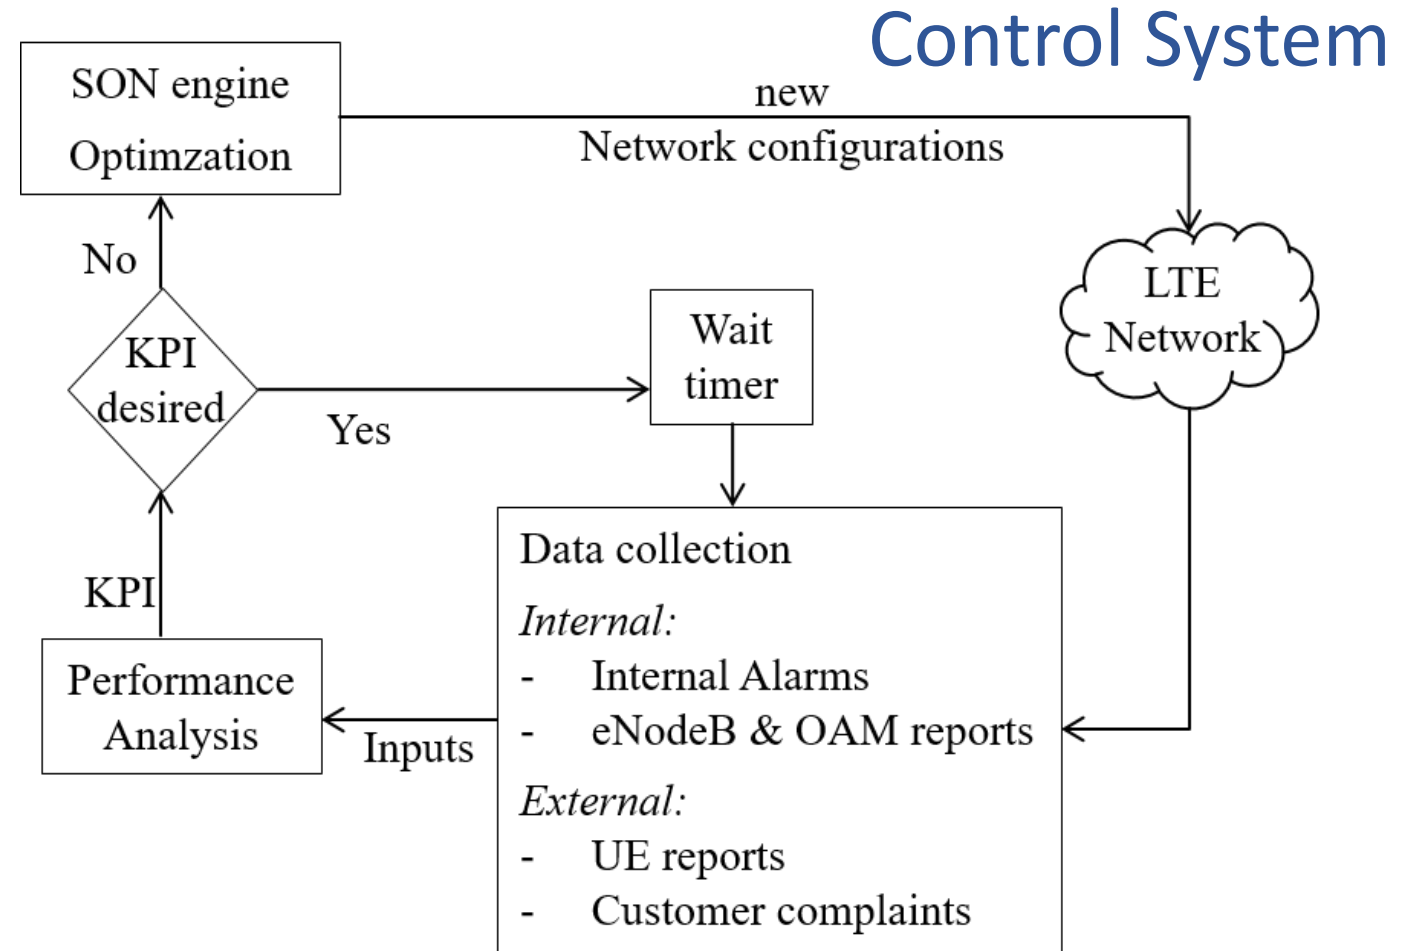 Control System
SON engine
Optimzation
new
Network configurations
No
LTE
Network
KPI
desired
Yes
Wait
timer
KPI
Performance
Analysis
Inputs
Data collection
Internal:
- Internal Alarms
- eNodeB & OAM reports
External:
- UE reports
- Customer complaints